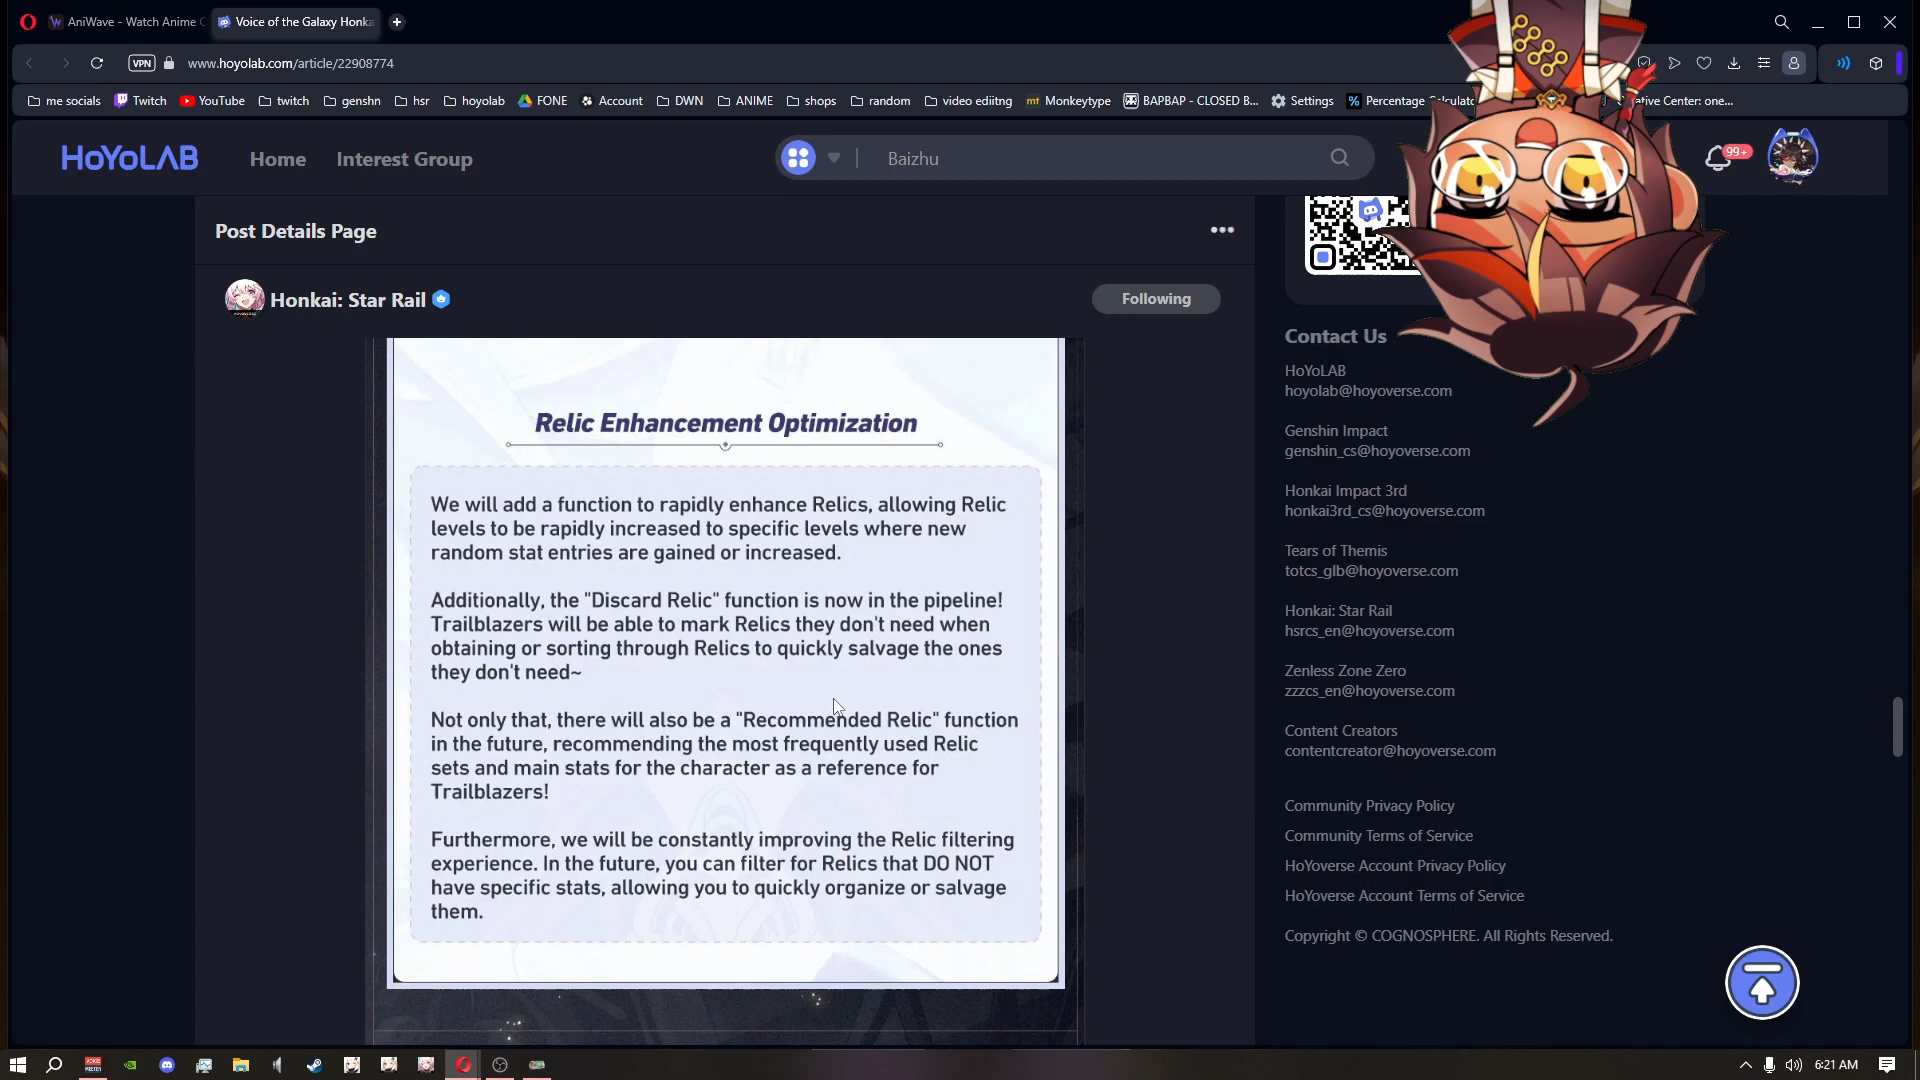 AniWave - Watch Anime
Voice of the Galaxy Honka
VPN
www.hoyolab.com/article/22908774
me socials
Twitch
YouTube
twitch
genshn
hsr
hoyolab
FONE
Account
DWN
ANIME
shops
random
video ediitng
mt Monkeytype
BAPBAP - CLOSED B...
Settings
% Percentage Calculato
ative Center: one...
HoYoLAB
Home
Interest Group
Baizhu
99+
Post Details Page
Honkai: Star Rail
Following
Relic Enhancement Optimization
We will add a function to rapidly enhance Relics, allowing Relic
levels to be rapidly increased to specific levels where new
random stat entries are gained or increased.
Additionally, the "Discard Relic" function is now in the pipeline!
Trailblazers will be able to mark Relics they don't need when
obtaining or sorting through Relics to quickly salvage the ones
they don't need~
Not only that, there will also be a "Recommended Relic" function
in the future, recommending the most frequently used Relic
sets and main stats for the character as a reference for
Trailblazers!
Furthermore, we will be constantly improving the Relic filtering
experience. In the future, you can filter for Relics that DO NOT
have specific stats, allowing you to quickly organize or salvage
them.
Contact Us
HoYoLAB
hoyolab@hoyoverse.com
Genshin Impact
genshin_cs@hoyoverse.com
Honkai Impact 3rd
honkai3rd_cs@hoyoverse.com
Tears of Themis
totcs_glb@hoyoverse.com
Honkai: Star Rail
hsrcs_en@hoyoverse.com
Zenless Zone Zero
zzzcs_en@hoyoverse.com
Content Creators
contentcreator@hoyoverse.com
Community Privacy Policy
Community Terms of Service
HoYoverse Account Privacy Policy
HoYoverse Account Terms of Service
Copyright © COGNOSPHERE. All Rights Reserved.
VOICE
MEETER
6:21 AM